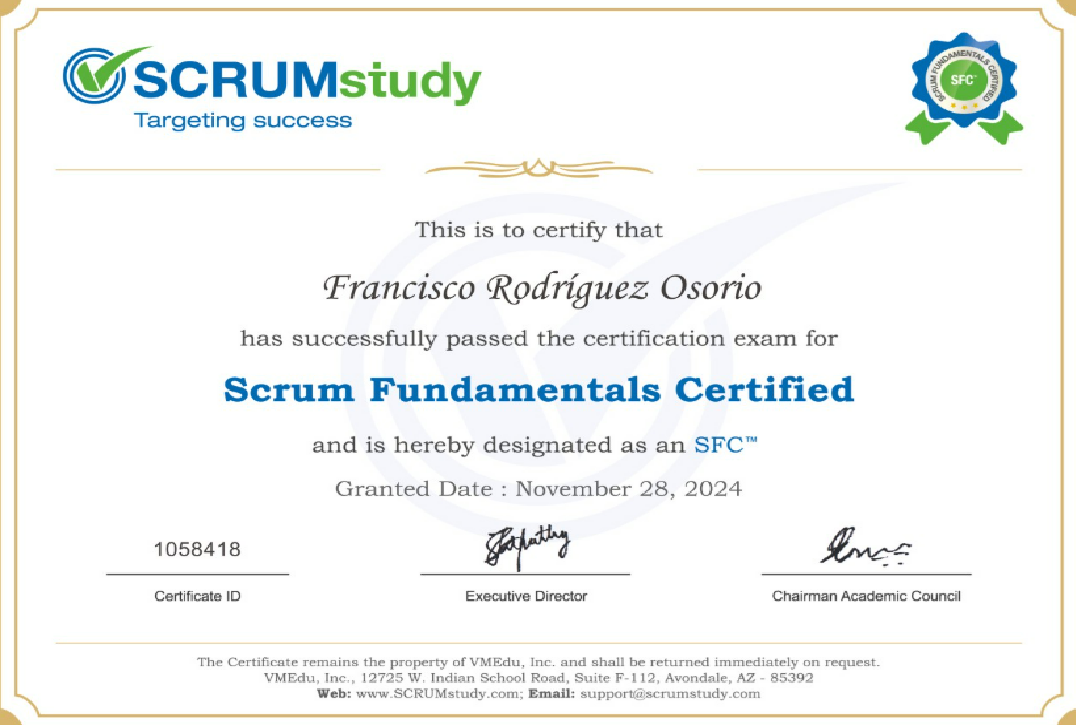 SCRUMstudy
Targeting success
SCRUM FUNDAMENTALS CERTIFIED
SFC™
This is to certify that
Francisco Rodríguez Osorio
has successfully passed the certification exam for
Scrum Fundamentals Certified
and is hereby designated as an SFC™
Granted Date : November 28, 2024
1058418
Certificate ID
Executive Director
Chairman Academic Council
The Certificate remains the property of VMEdu, Inc. and shall be returned immediately on request.
VMEdu, Inc., 12725 W. Indian School Road, Suite F-112, Avondale, AZ - 85392
Web: www.SCRUMstudy.com; Email: support@scrumstudy.com